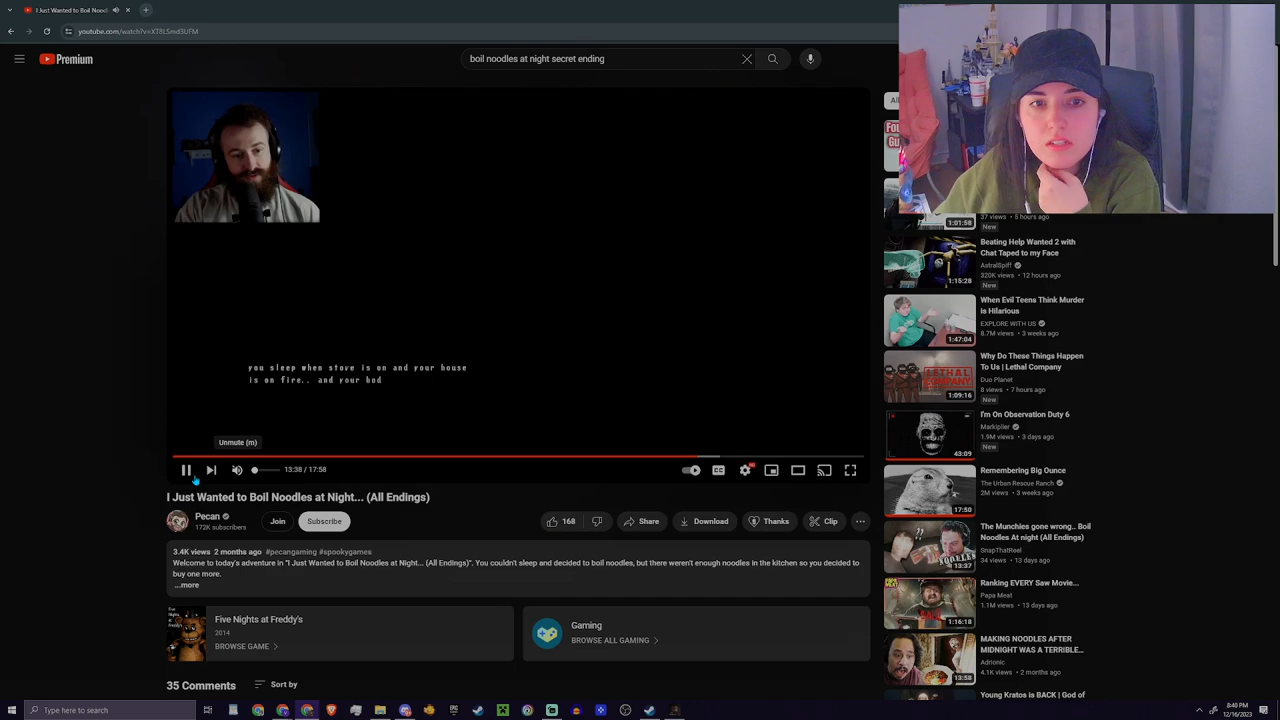 I Just Wanted to Boil Nood
youtube.com/watch?v=XT8LSmd3UFM
Premium
boil noodles at night secret ending
you sleep when stove is on and your house
is on fire.. and your bod
Unmute (m)
13:38 / 17:58
I Just Wanted to Boil Noodles at Night... (All Endings)
Pecan
172K subscribers
Join
Subscribe
168
Share
Download
Thanks
Clip
3.4K views 2 months ago #pecangaming #spookygames
Welcome to today's adventure in "I Just Wanted to Boil Noodles at Night... (All Endings)". You couldn't sleep and decided to boil noodles, but there weren't enough noodles in the kitchen so you decided to
buy one more.
...more
Five Nights at Freddy's
2014
BROWSE GAME
Gaming
BROWSE ALL GAMING
35 Comments
Sort by
37 views • 5 hours ago
New
1:01:58
Beating Help Wanted 2 with
Chat Taped to my Face
AstralSpiff
320K views • 12 hours ago
New
1:15:28
When Evil Teens Think Murder
is Hilarious
EXPLORE WITH US
8.7M views • 3 weeks ago
1:47:04
Why Do These Things Happen
To Us | Lethal Company
Duo Planet
8 views • 7 hours ago
New
LETHAL
COMPANY
1:09:16
I'm On Observation Duty 6
Markiplier
1.9M views • 3 days ago
New
43:09
Remembering Big Ounce
The Urban Rescue Ranch
2M views • 3 weeks ago
17:50
The Munchies gone wrong.. Boil
Noodles At night (All Endings)
SnapThatReel
34 views • 13 days ago
NOODLES
13:37
Ranking EVERY Saw Movie...
Papa Meat
1.1M views • 13 days ago
1:16:18
MAKING NOODLES AFTER
MIDNIGHT WAS A TERRIBLE...
Adrionic
4.1K views • 2 months ago
13:58
Young Kratos is BACK | God of
Type here to search
8:40 PM
12/16/2023